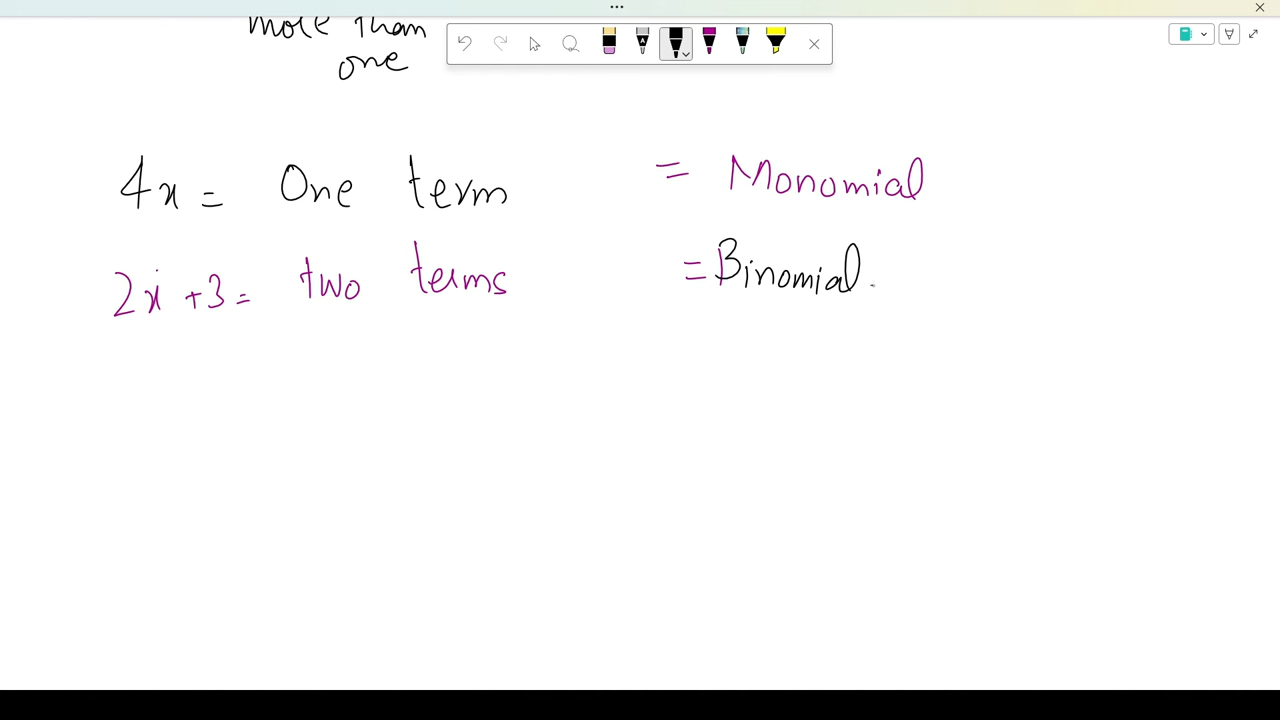 more than
one
4x = One term = Monomial
2x + 3 = two terms = Binomial.